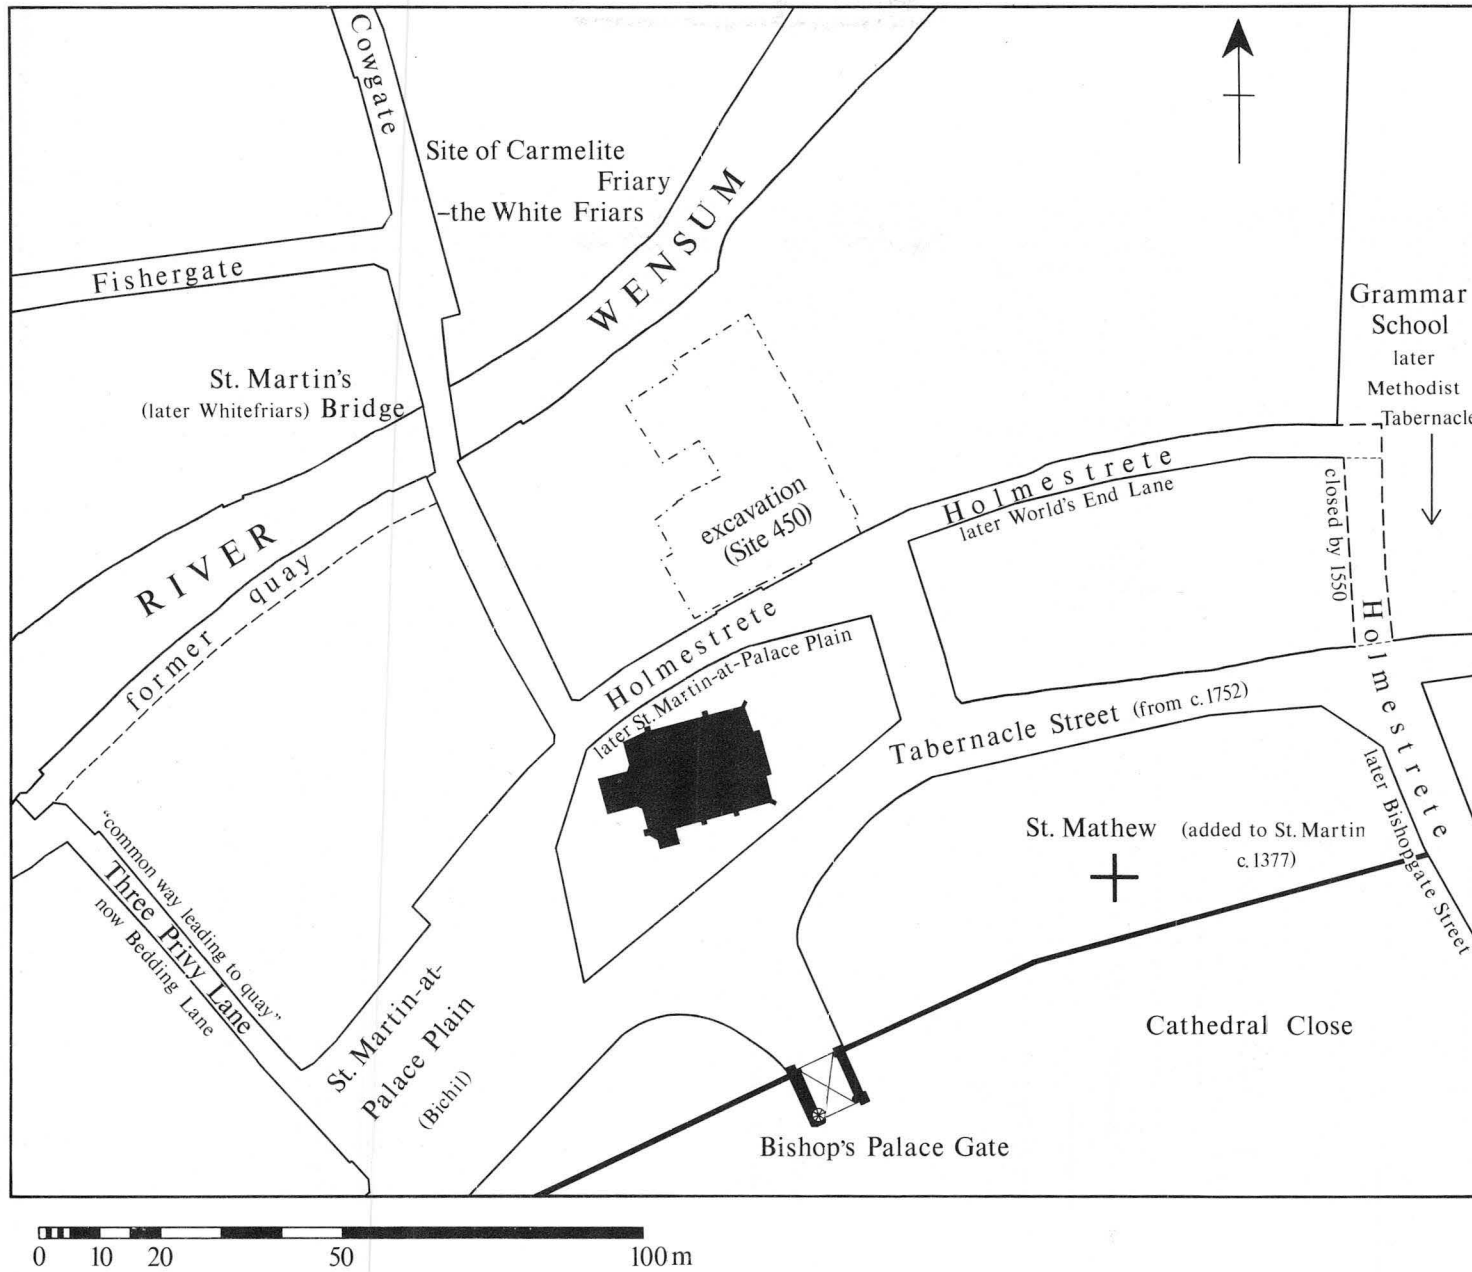 Cowgate
Site of Carmelite
Friary
–the White Friars
WENSUM
Fishergate
Grammar
School
later
Methodist
Tabernacle
St. Martin's
(later Whitefriars) Bridge
RIVER
former quay
excavation
(Site 450)
Holmestrete
later World's End Lane
closed by 1550
Holmestrete
later Bishopgate Street
Holmestrete
later St. Martin-at-Palace Plain
Tabernacle Street (from c.1752)
St. Mathew (added to St. Martin
c.1377)
"common way leading to quay"
Three Privy Lane
now Bedding Lane
St. Martin-at-
Palace Plain
(Bichil)
Cathedral Close
Bishop's Palace Gate
0 10 20 50 100 m